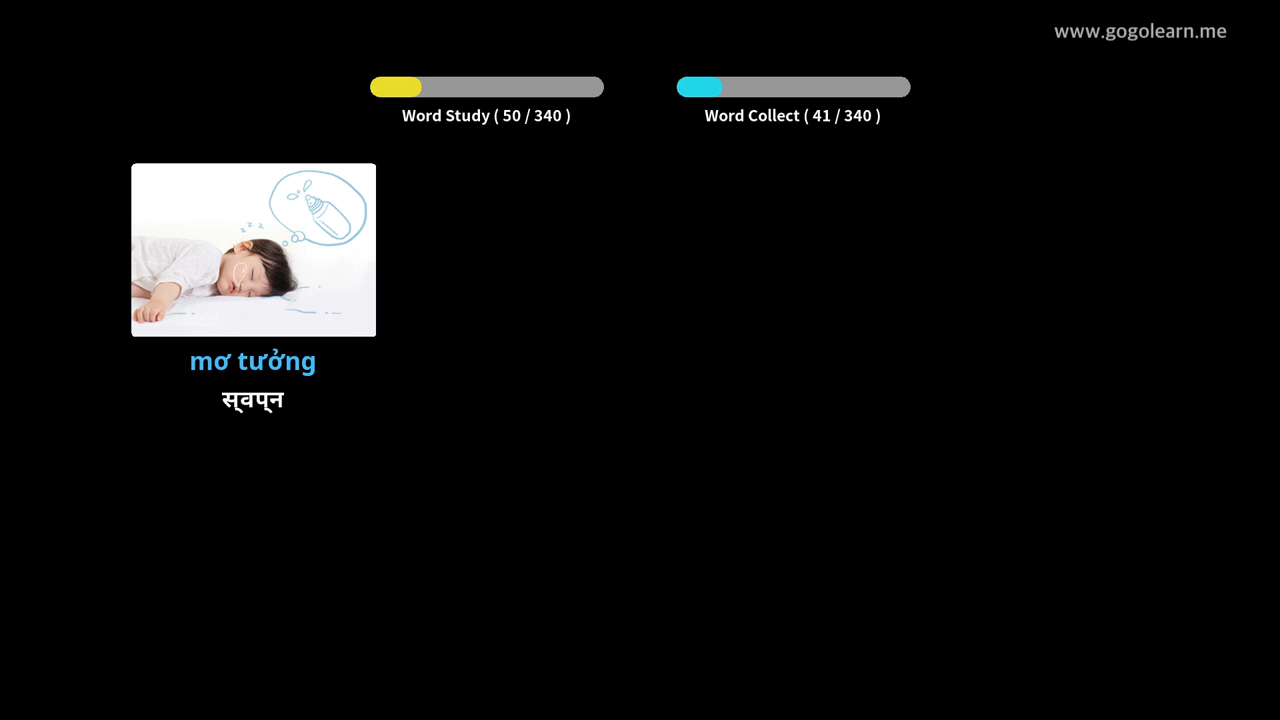 www.gogolearn.me
Word Study ( 50 / 340 )
Word Collect ( 41 / 340 )
z z z
mơ tưởng
स्‌वप्‌न